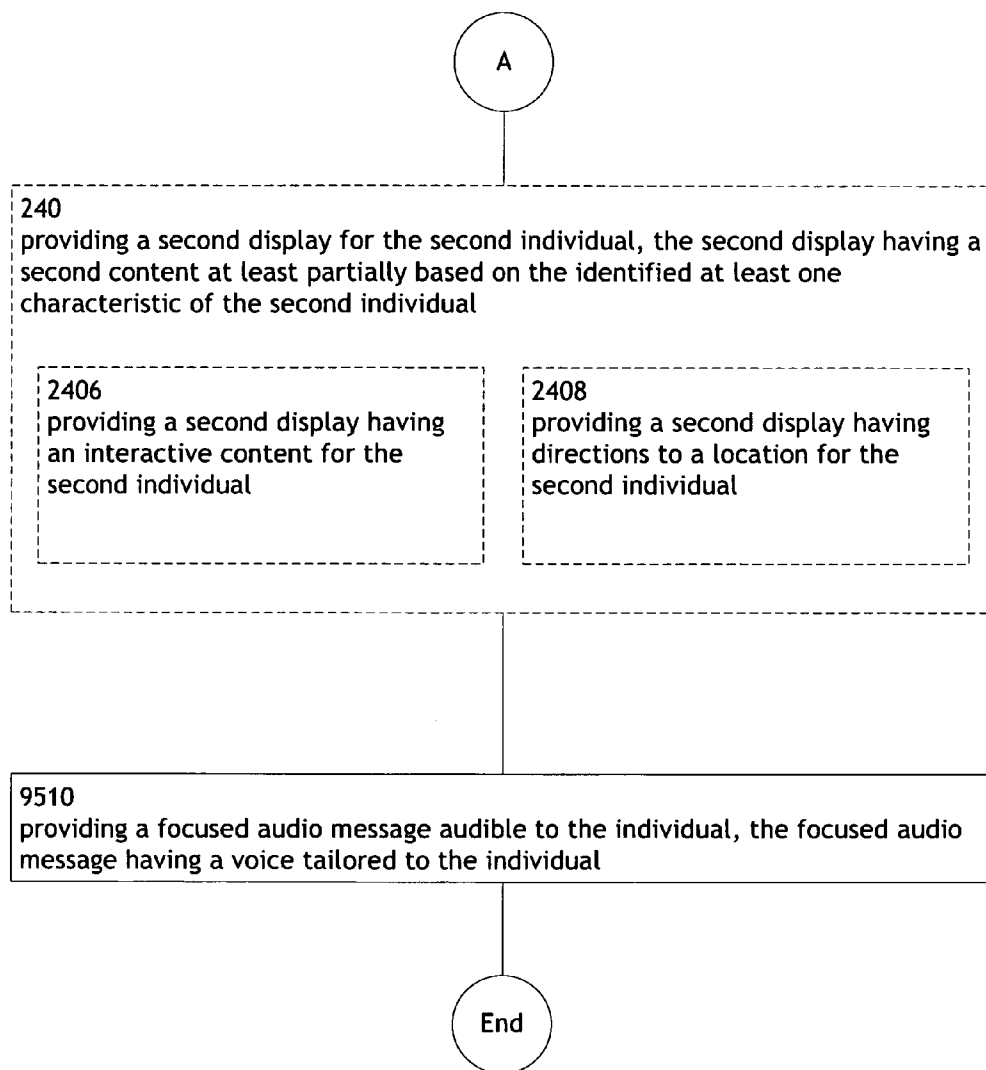 A
240
providing a second display for the second individual, the second display having a
second content at least partially based on the identified at least one
characteristic of the second individual
2406
providing a second display having
an interactive content for the
second individual
2408
providing a second display having
directions to a location for the
second individual
9510
providing a focused audio message audible to the individual, the focused audio
message having a voice tailored to the individual
End